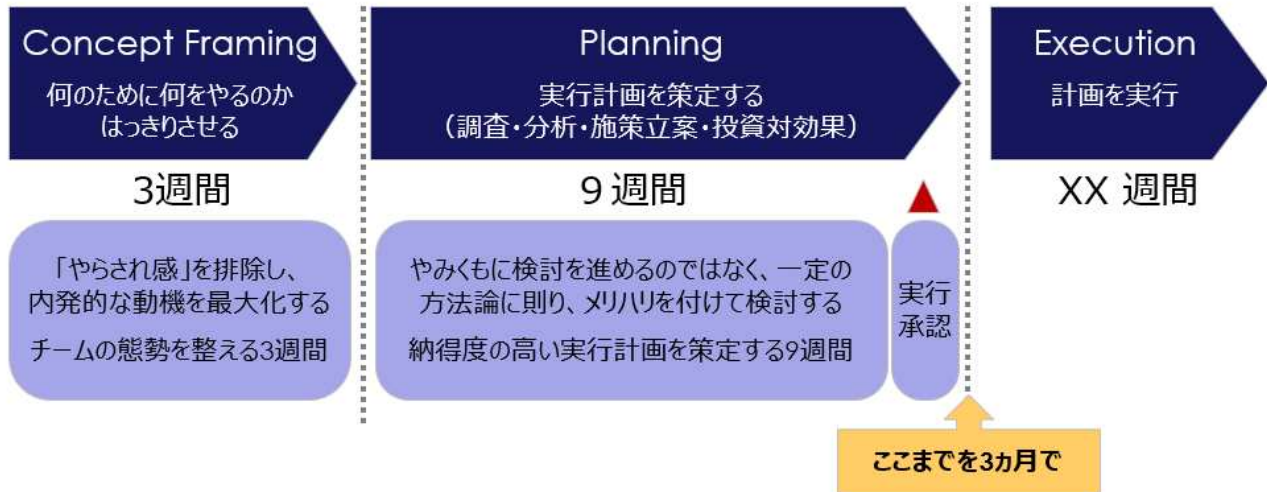 Concept Framing
何のために何をやるのか
はっきりさせる
Planning
実行計画を策定する
（調査・分析・施策立案・投資対効果）
Execution
計画を実行
3週間
9週間
XX 週間
「やらされ感」を排除し、
内発的な動機を最大化する
チームの態勢を整える3週間
やみくもに検討を進めるのではなく、一定の
方法論に則り、メリハリを付けて検討する
納得度の高い実行計画を策定する9週間
実行
承認
ここまでを3ヵ月で